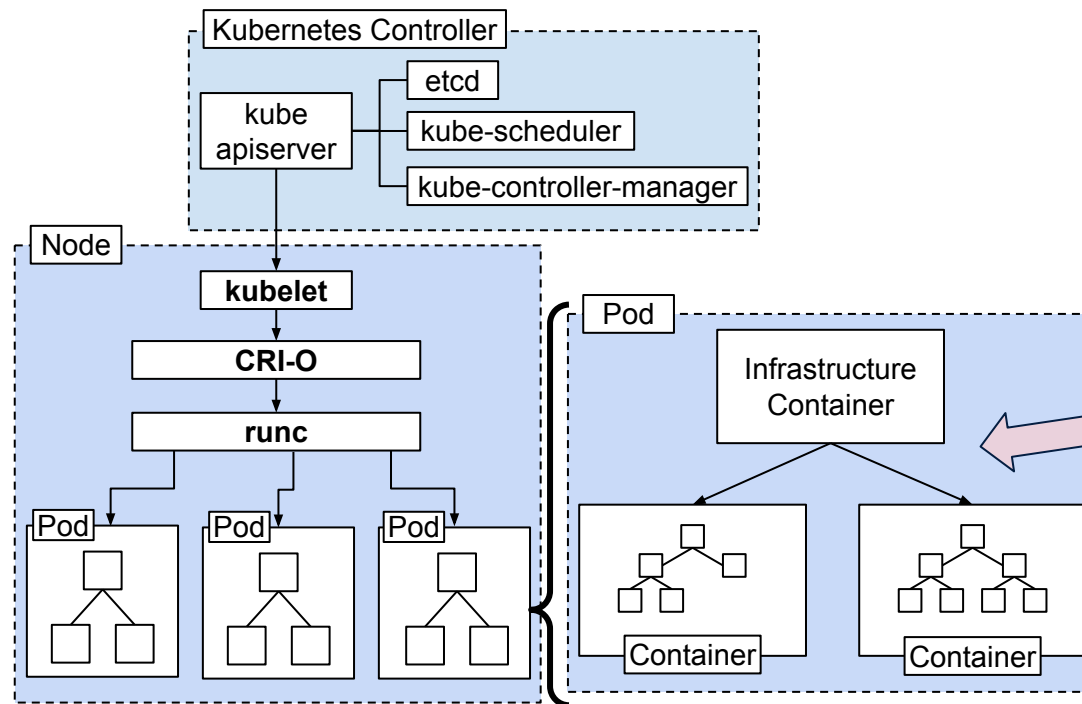 Kubernetes Controller
etcd
kube
apiserver
kube-scheduler
kube-controller-manager
Node
kubelet
CRI-O
runc
Pod
Pod
Pod
Pod
Infrastructure
Container
Container
Container